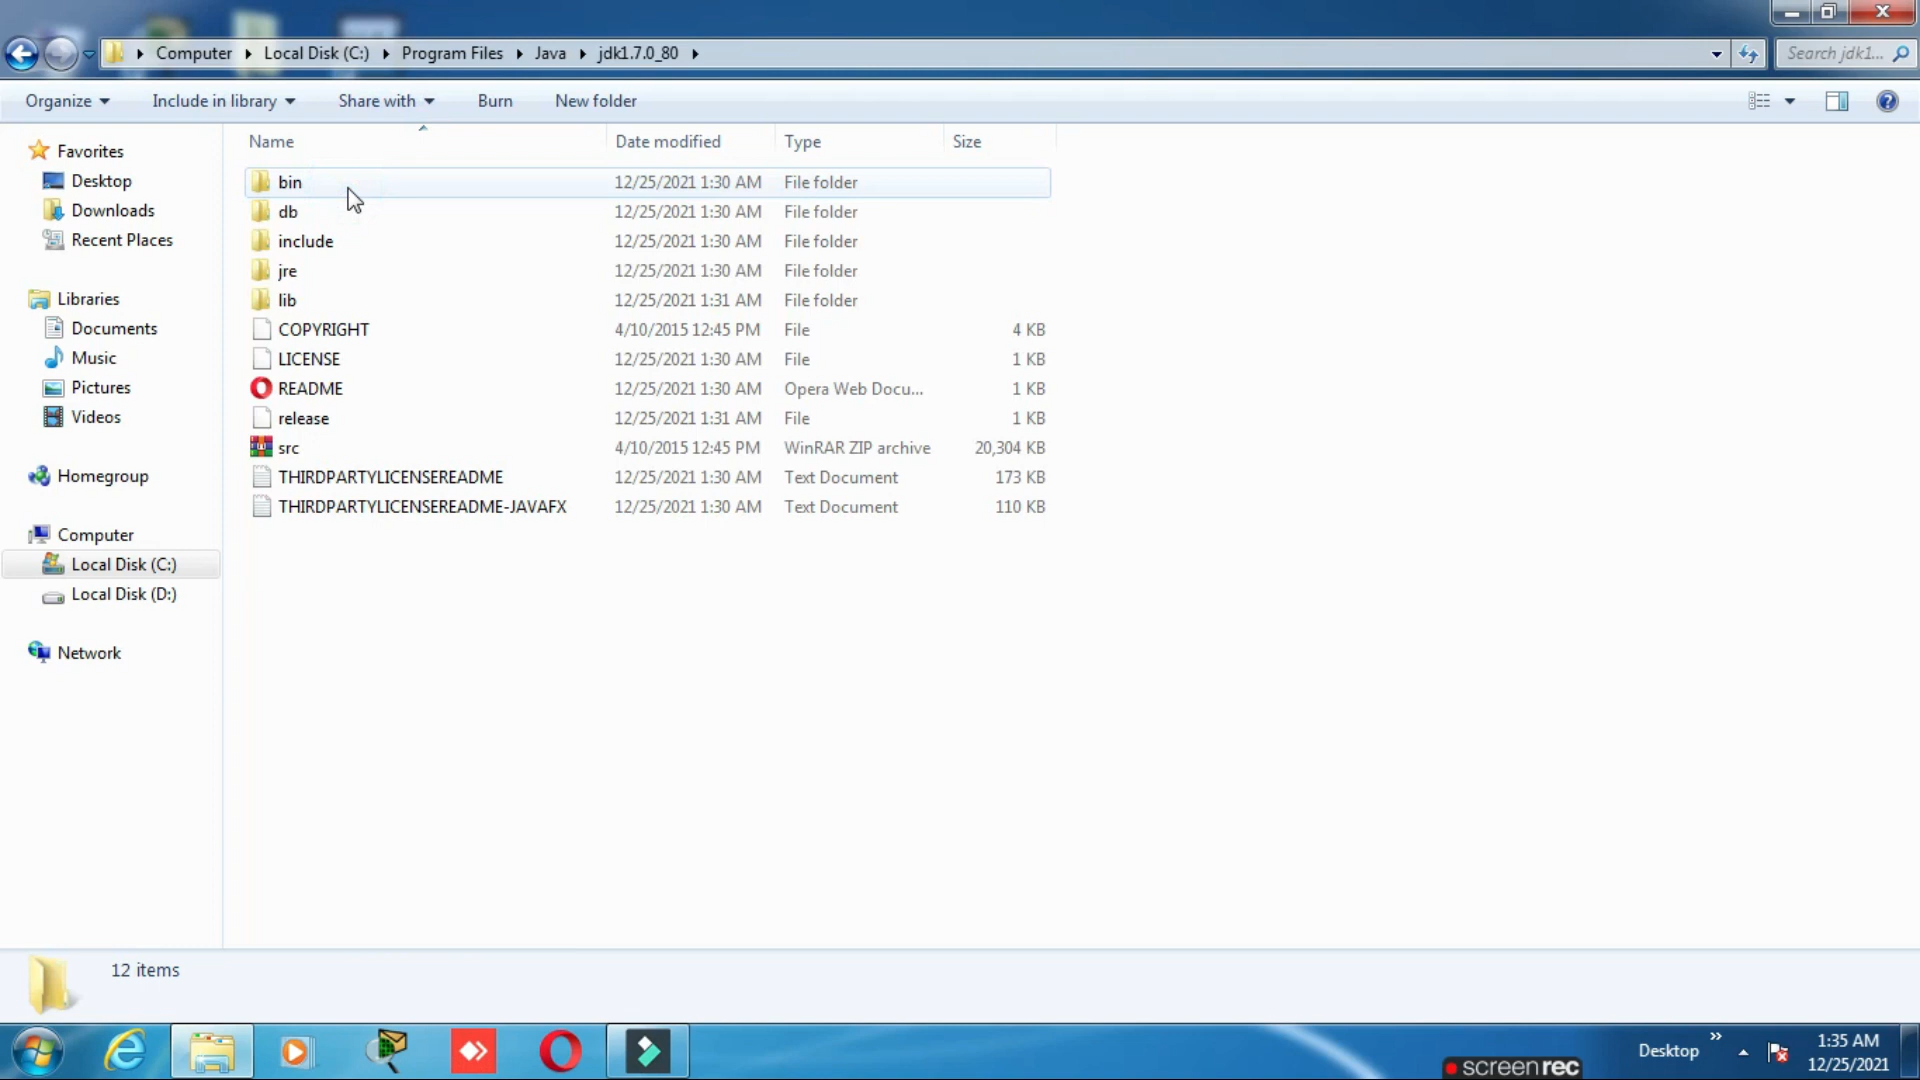 Computer Local Disk (C:) Program Files Java jdk1.7.0_80 Search jdk1...
Organize Include in library Share with Burn New folder
Favorites
Desktop
Downloads
Recent Places
Libraries
Documents
Music
Pictures
Videos
Homegroup
Computer
Local Disk (C:)
Local Disk (D:)
Network
Name Date modified Type Size
bin 12/25/2021 1:30 AM File folder
db 12/25/2021 1:30 AM File folder
include 12/25/2021 1:30 AM File folder
jre 12/25/2021 1:30 AM File folder
lib 12/25/2021 1:31 AM File folder
COPYRIGHT 4/10/2015 12:45 PM File 4 KB
LICENSE 12/25/2021 1:30 AM File 1 KB
README 12/25/2021 1:30 AM Opera Web Docu... 1 KB
release 12/25/2021 1:31 AM File 1 KB
src 4/10/2015 12:45 PM WinRAR ZIP archive 20,304 KB
THIRDPARTYLICENSEREADME 12/25/2021 1:30 AM Text Document 173 KB
THIRDPARTYLICENSEREADME-JAVAFX 12/25/2021 1:30 AM Text Document 110 KB
12 items
screenrec
Desktop
1:35 AM
12/25/2021